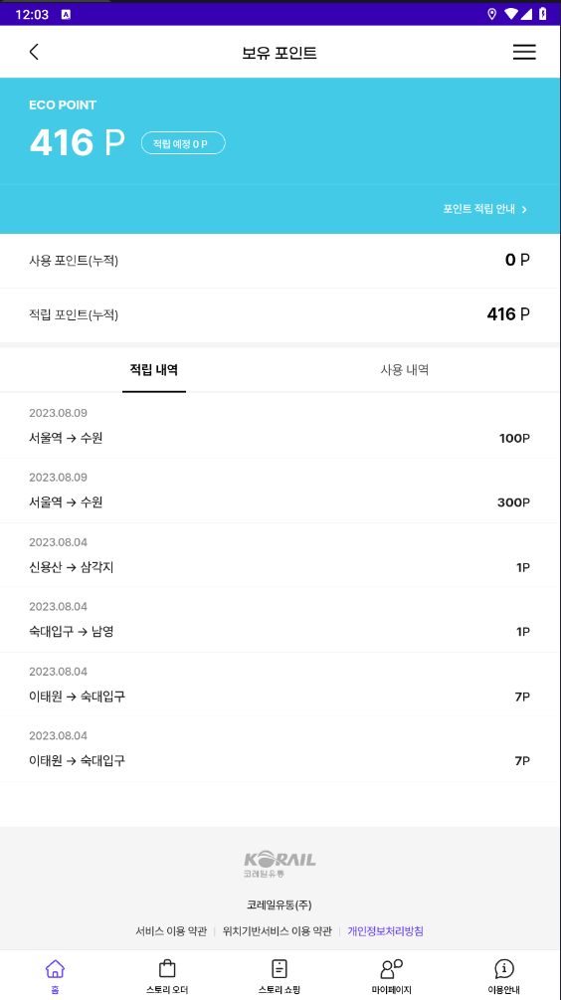 12:03 A
보유 포인트
ECO POINT
416 P 적립 예정 0 P
포인트 적립 안내 >
사용 포인트(누적) 0 P
적립 포인트(누적) 416 P
적립 내역 사용 내역
2023.08.09
서울역 → 수원 100P
2023.08.09
서울역 → 수원 300P
2023.08.04
신용산 → 삼각지 1P
2023.08.04
숙대입구 → 남영 1P
2023.08.04
이태원 → 숙대입구 7P
2023.08.04
이태원 → 숙대입구 7P
KORAIL
코레일유통
코레일유통(주)
서비스 이용 약관 | 위치기반서비스 이용 약관 | 개인정보처리방침
홈 스토리 오더 스토리 쇼핑 마이페이지 이용안내